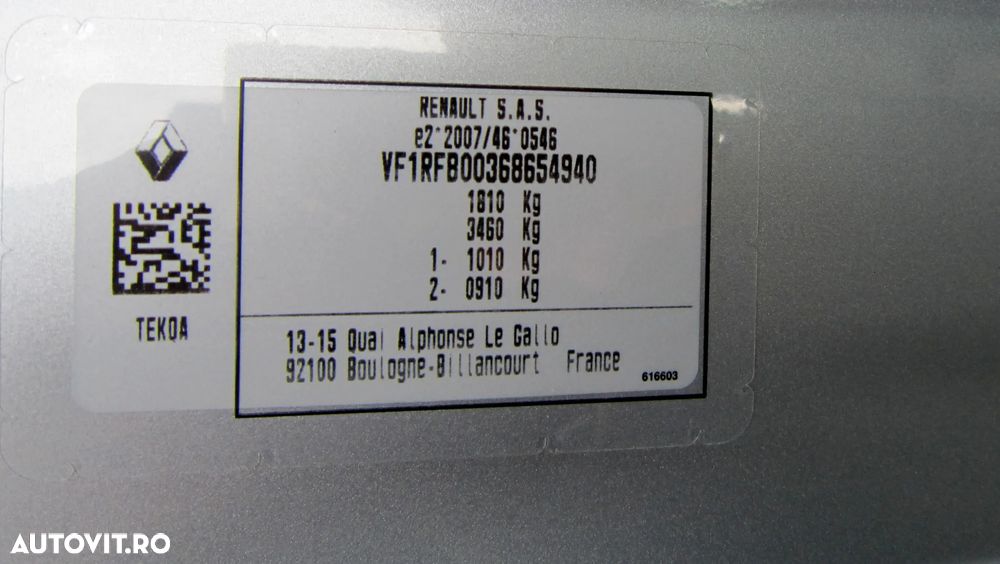 RENAULT S.A.S.
e2*2007/46*0546
VF1RFB00368654940
1810 Kg
3460 Kg
1- 1010 Kg
2- 0910 Kg
TEKQA
13-15 Quai Alphonse Le Gallo
92100 Boulogne-Billancourt France
616603
AUTOVIT.RO